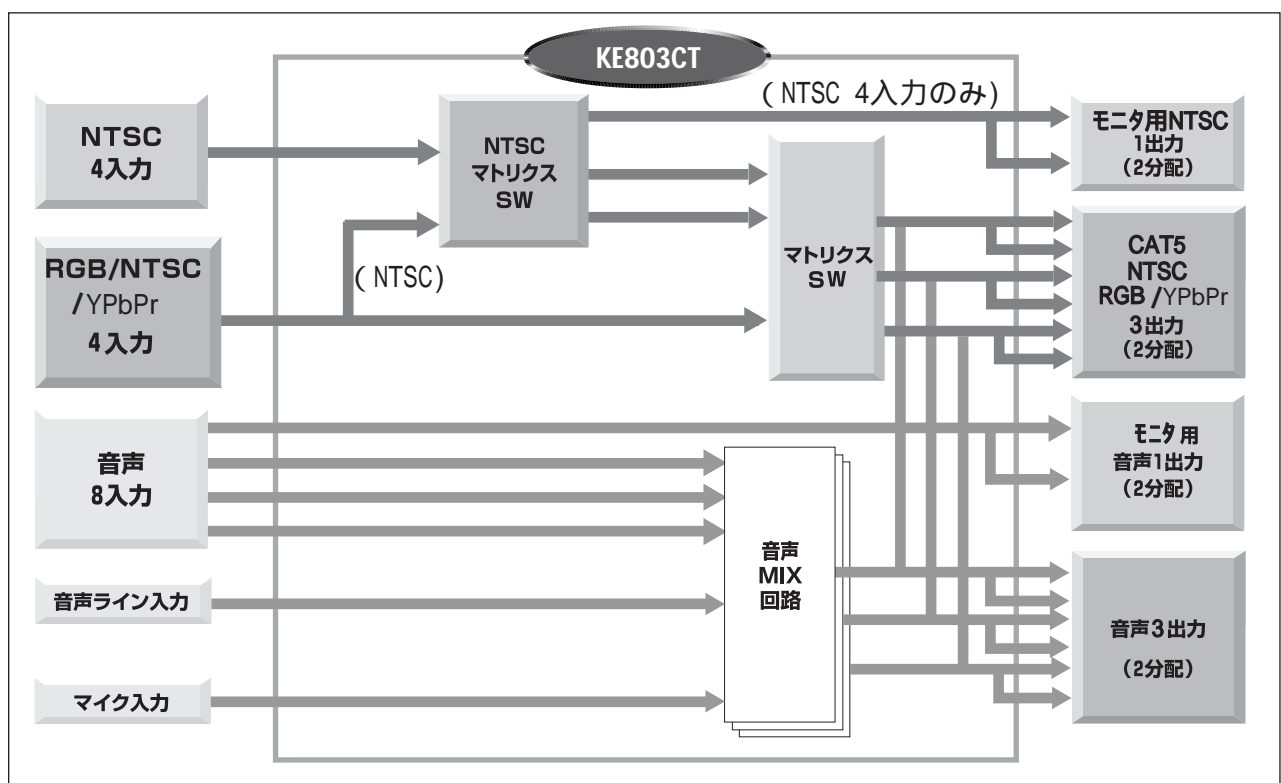 KE803CT
NTSC
4入力
RGB/NTSC
/YPbPr
4入力
音声
8入力
音声ライン入力
マイク入力
NTSC
マトリクス
SW
(NTSC)
(NTSC 4入力のみ)
マトリクス
SW
音声
MIX
回路
モニタ用NTSC
1出力
(2分配)
CAT5
NTSC
RGB /YPbPr
3出力
(2分配)
モニタ用
音声1出力
(2分配)
音声3出力
(2分配)